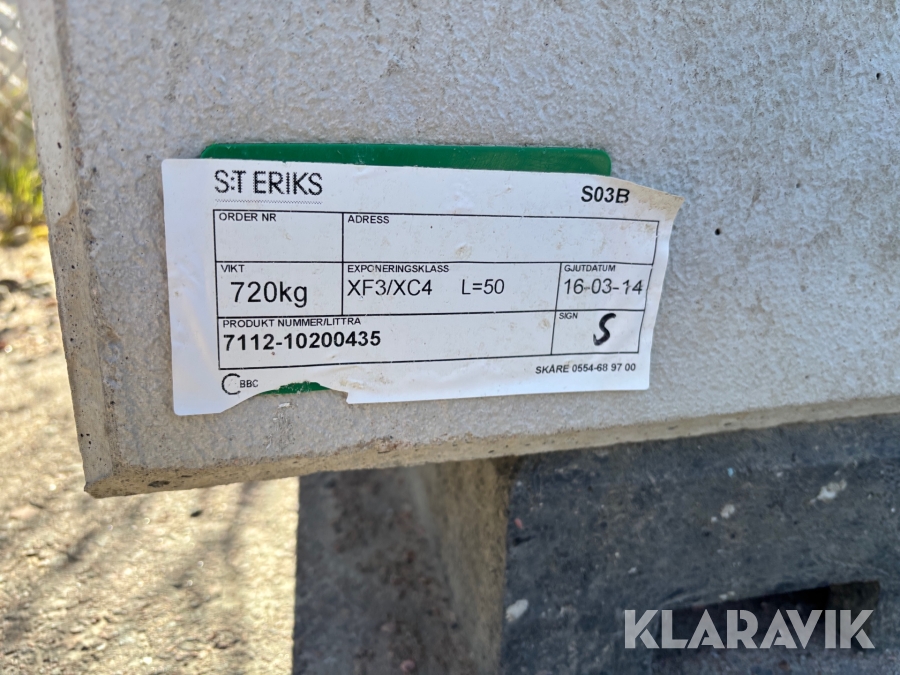 S:T ERIKS
S03B
ORDER NR
ADRESS
VIKT
720kg
EXPONERINGSKLASS
XF3/XC4 L=50
GJUTDATUM
16-03-14
PRODUKT NUMMER/LITTRA
7112-10200435
SIGN
S
BBC
SKÅRE 0554-68 97 00
KLARAVIK